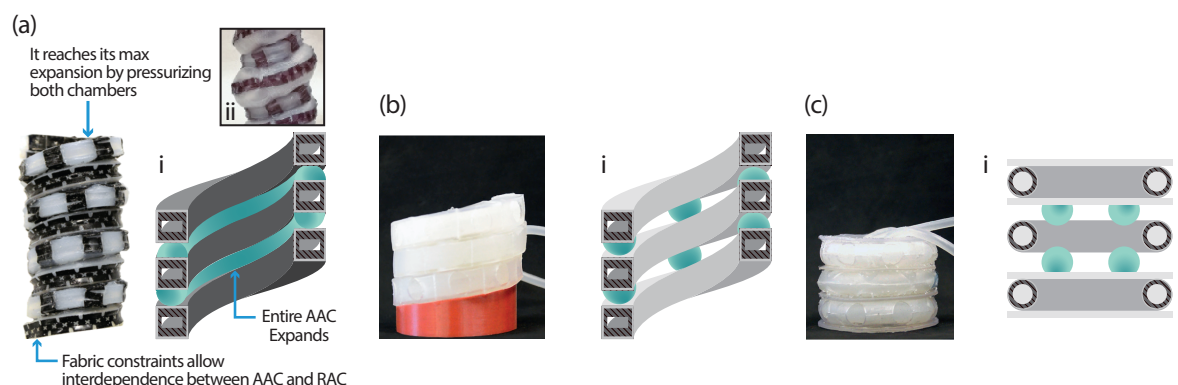 (a)
It reaches its max
expansion by pressurizing
both chambers
ii
i
Entire AAC
Expands
Fabric constraints allow
interdependence between AAC and RAC
(b)
i
(c)
i